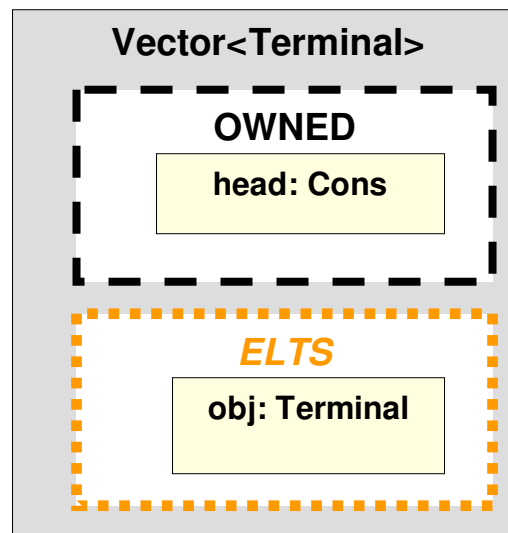 Vector<Terminal>
OWNED
head: Cons
ELTS
obj: Terminal